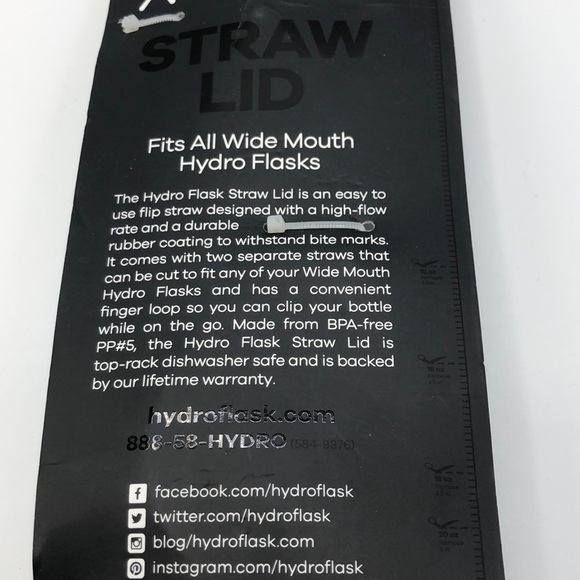 STRAW
LID
Fits All Wide Mouth
Hydro Flasks
The Hydro Flask Straw Lid is an easy to
use flip straw designed with a high-flow
rate and a durable
rubber coating to withstand bite marks.
It comes with two separate straws that
can be cut to fit any of your Wide Mouth
Hydro Flasks and has a convenient
finger loop so you can clip your bottle
while on the go. Made from BPA-free
PP#5, the Hydro Flask Straw Lid is
top-rack dishwasher safe and is backed
by our lifetime warranty.
hydroflask.com
888-58-HYDRO (584-9376)
facebook.com/hydroflask
twitter.com/hydroflask
blog/hydroflask.com
instagram.com/hydroflask